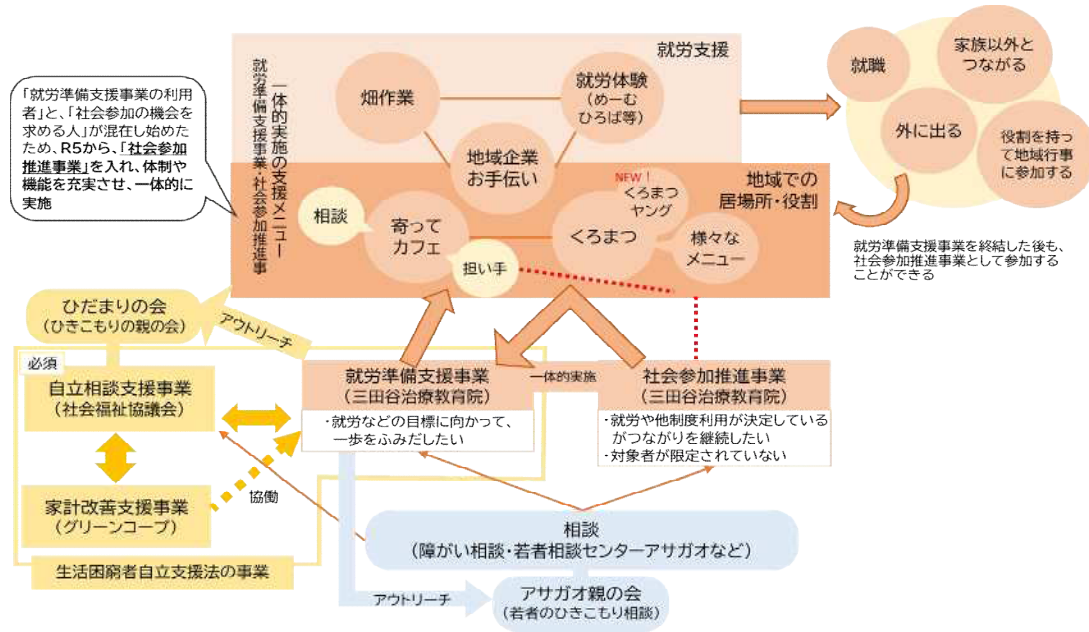 就労支援
畑作業
就労体験
(めーむ
ひろば等)
地域企業
お手伝い
一体的実施の支援メニュー
就労準備支援事業・社会参加推進事
地域での
居場所・役割
NEW！
くろまつ
ヤング
相談
寄って
カフェ
くろまつ
様々な
メニュー
担い手
就職
家族以外と
つながる
外に出る
役割を持っ
て地域行事
に参加する
「就労準備支援事業の利用
者」と、「社会参加の機会を
求める人」が混在し始めた
ため、R5から、「社会参加
推進事業」を入れ、体制や
機能を充実させ、一体的に
実施
就労準備支援事業を終結した後も、
社会参加推進事業として参加する
ことができる
ひだまりの会
(ひきこもりの親の会)
アウトリーチ
必須
自立相談支援事業
(社会福祉協議会)
就労準備支援事業
(三田谷治療教育院)
・就労などの目標に向かって、
一歩をふみだしたい
一体的実施
社会参加推進事業
(三田谷治療教育院)
・就労や他制度利用が決定している
がつながりを継続したい
・対象者が限定されていない
家計改善支援事業
(グリーンコープ)
協働
生活困窮者自立支援法の事業
相談
(障がい相談・若者相談センターアサガオなど)
アウトリーチ
アサガオ親の会
(若者のひきこもり相談)